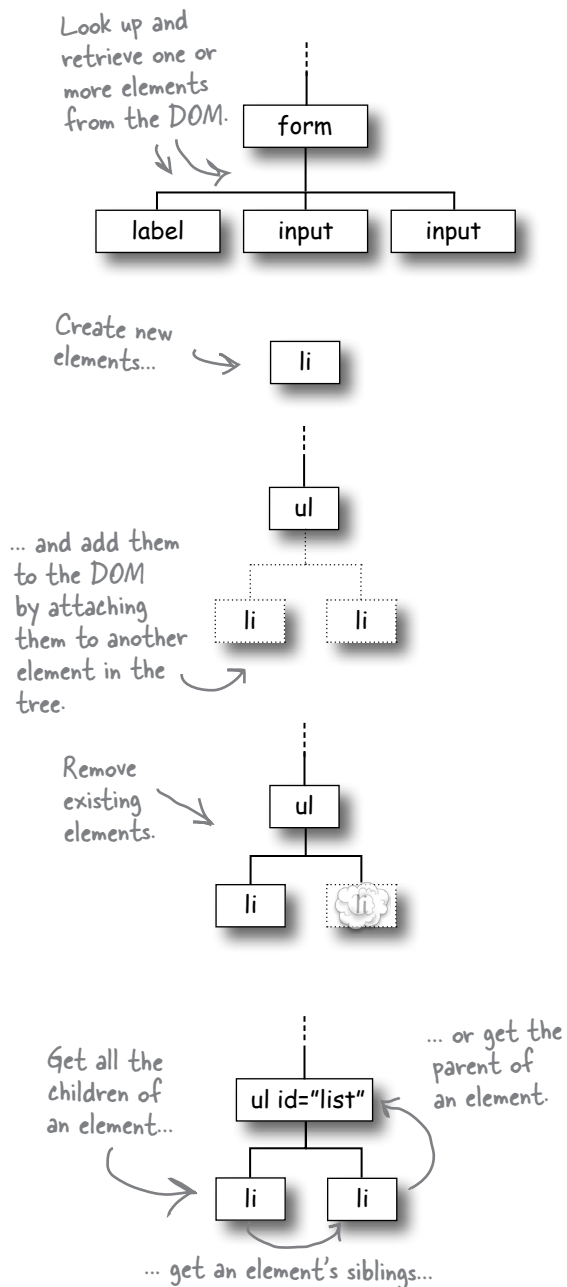 Look up and
retrieve one or
more elements
from the DOM.
form
label
input
input
Create new
elements...
li
ul
... and add them
to the DOM
by attaching
them to another
element in the
tree.
li
li
Remove
existing
elements.
ul
li
li
Get all the
children of
an element...
... or get the
parent of
an element.
ul id="list"
li
li
... get an element's siblings...